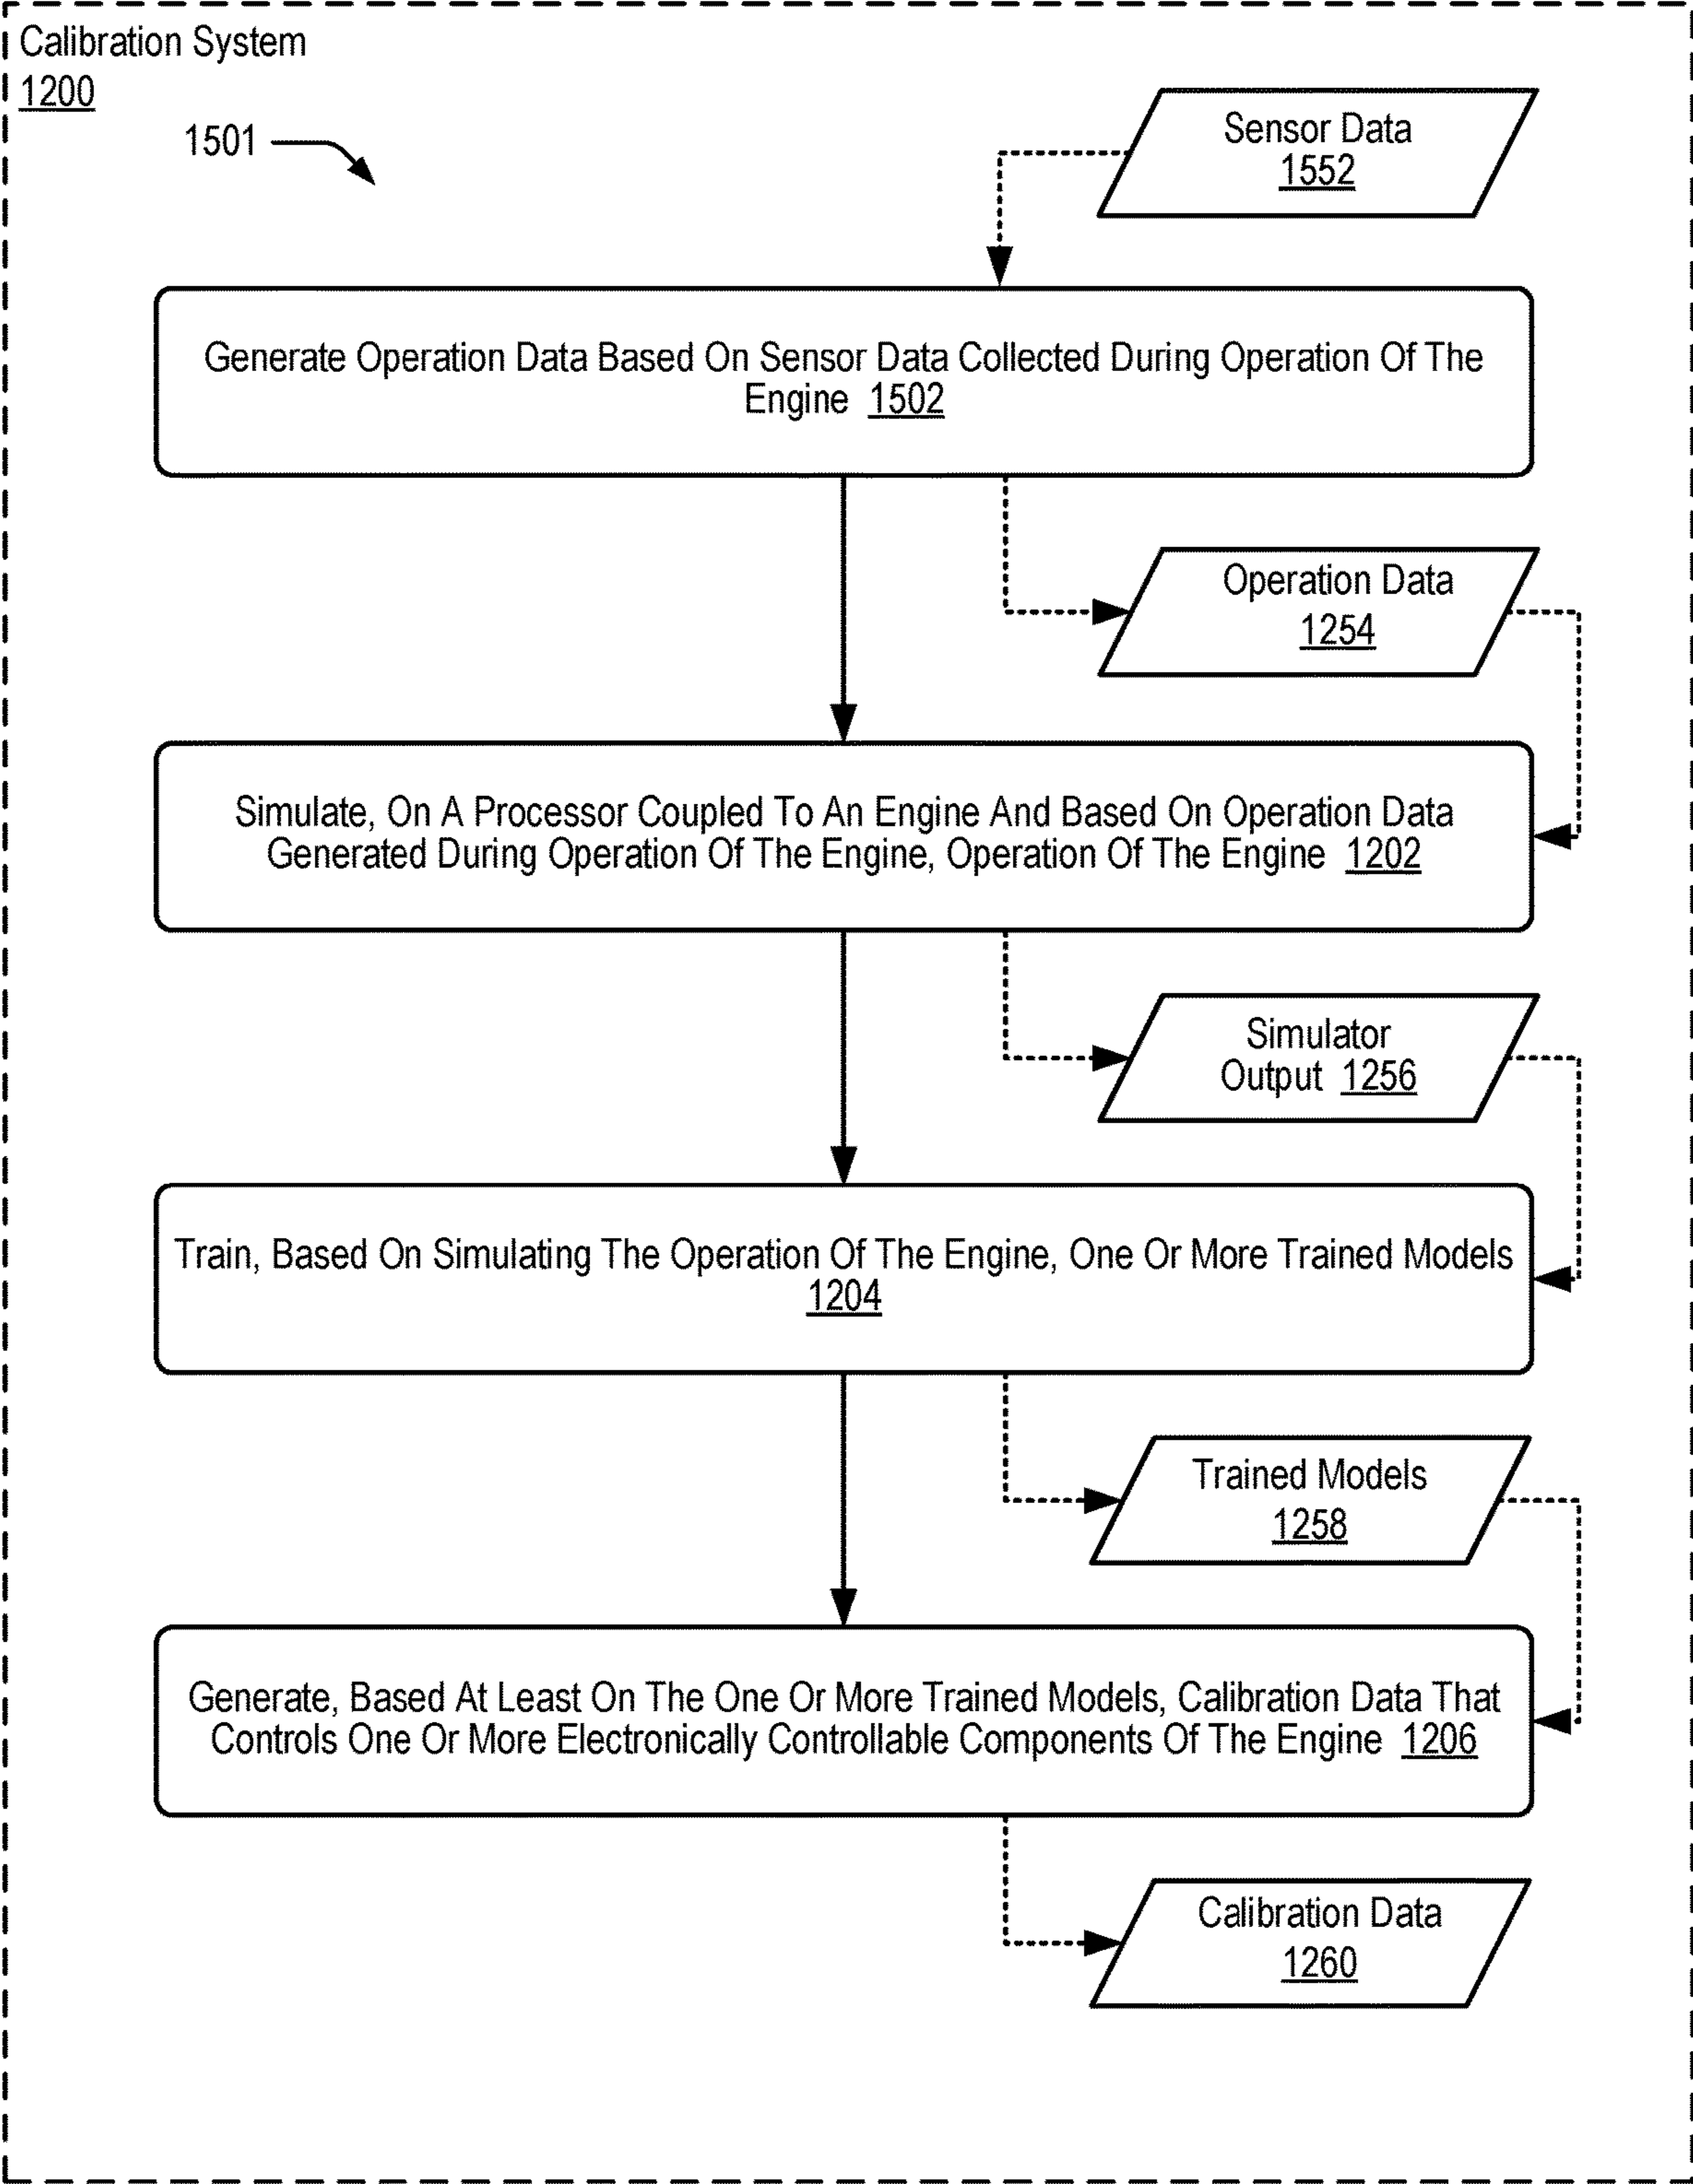 Calibration System
1200
1501
Sensor Data
1552
Generate Operation Data Based On Sensor Data Collected During Operation Of The
Engine 1502
Operation Data
1254
Simulate, On A Processor Coupled To An Engine And Based On Operation Data
Generated During Operation Of The Engine, Operation Of The Engine 1202
Simulator
Output 1256
Train, Based On Simulating The Operation Of The Engine, One Or More Trained Models
1204
Trained Models
1258
Generate, Based At Least On The One Or More Trained Models, Calibration Data That
Controls One Or More Electronically Controllable Components Of The Engine 1206
Calibration Data
1260